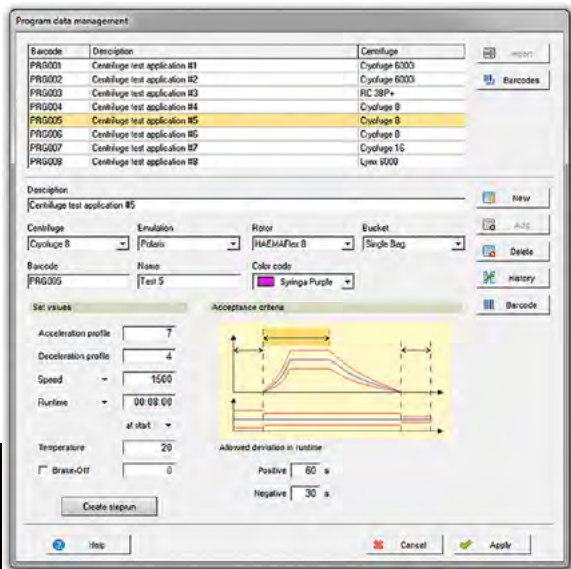 Program data management
Barcode Description Centrifuge
PRG001 Centrifuge test application #1 Cryofuge 6000i
PRG002 Centrifuge test application #2 Cryofuge 6000i
PRG003 Centrifuge test application #3 RC 3BP+
PRG004 Centrifuge test application #4 Cryofuge 8
PRG005 Centrifuge test application #5 Cryofuge 8
PRG006 Centrifuge test application #6 Cryofuge 8
PRG007 Centrifuge test application #7 Cryofuge 16
PRG008 Centrifuge test application #8 Lynx 6000
Import
Barcodes
Description
Centrifuge test application #5
Centrifuge Emulation Rotor Bucket
Cryofuge 8 Polaris HAEMAFlex 8 Single Bag
Barcode Name Color code
PRG005 Test 5 Syringa Purple
New
Add
Delete
History
Barcode
Set values Acceptance criteria
Acceleration profile 7
Deceleration profile 4
Speed 1500
Runtime 00:08:00
at start
Temperature 20
Brake-Off 0
Create steprun
Allowed deviation in runtime
Positive 60 s
Negative 30 s
Help Cancel Apply